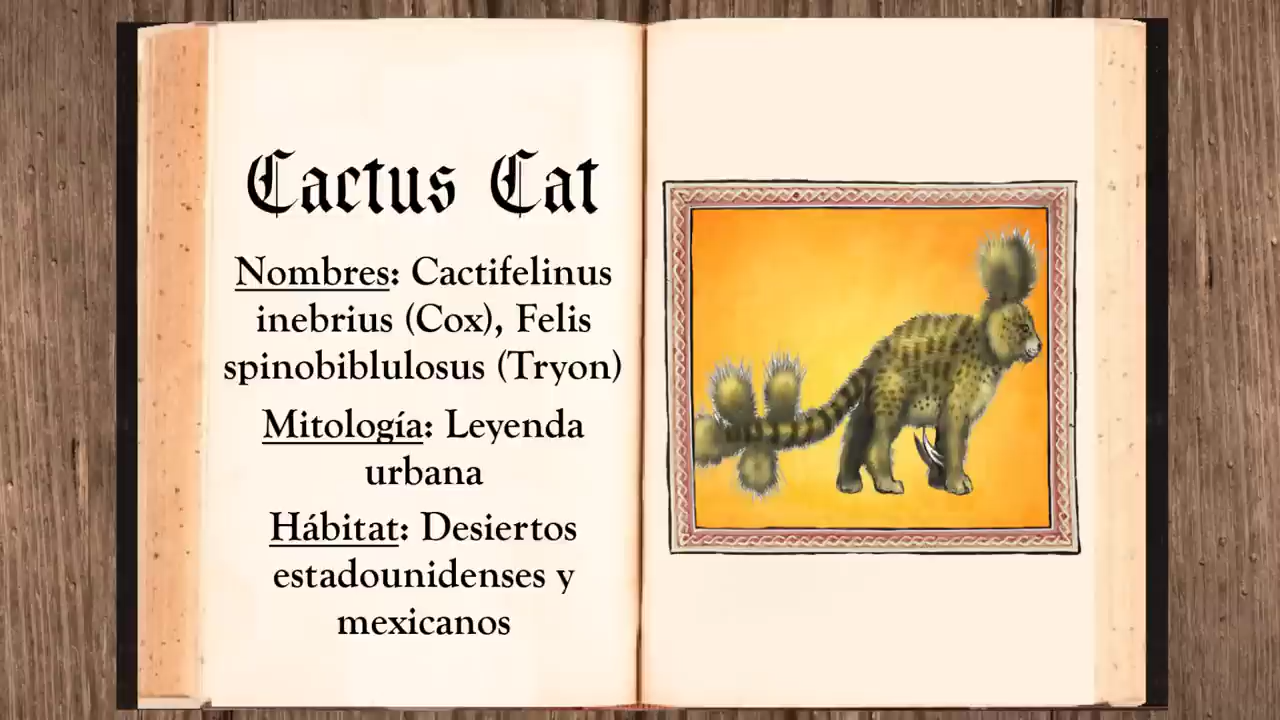 Cactus Cat
Nombres: Cactifelinus
inebrius (Cox), Felis
spinobiblulosus (Tryon)
Mitología: Leyenda
urbana
Hábitat: Desiertos
estadounidenses y
mexicanos